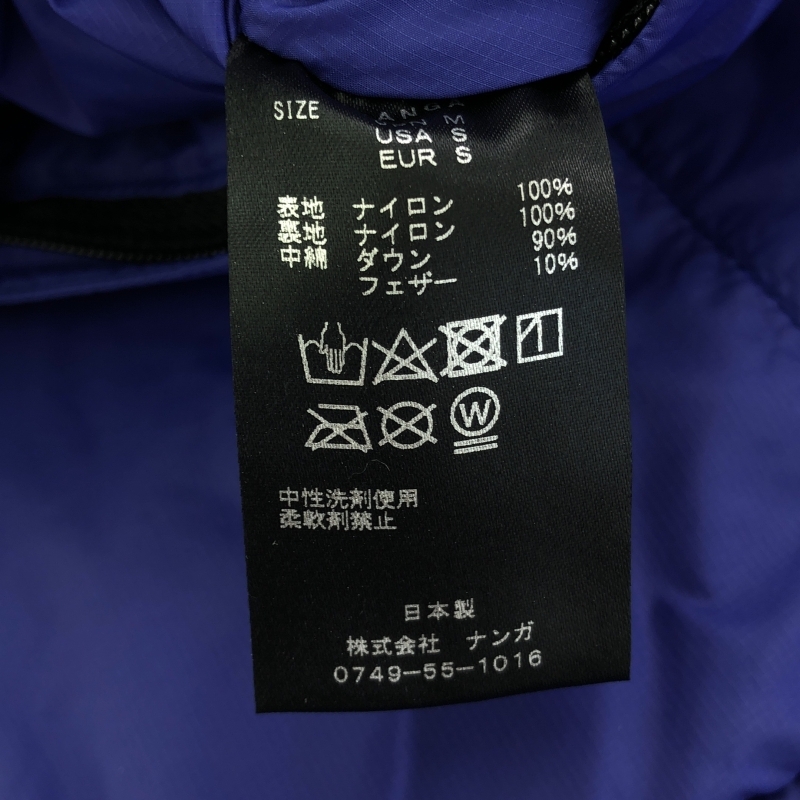 SIZE
M
USA S
EUR S
表地 ナイロン 100%
裏地 ナイロン 100%
中綿 ダウン 90%
フェザー 10%
W
中性洗剤使用
柔軟剤禁止
日本製
株式会社 ナンガ
0749-55-1016